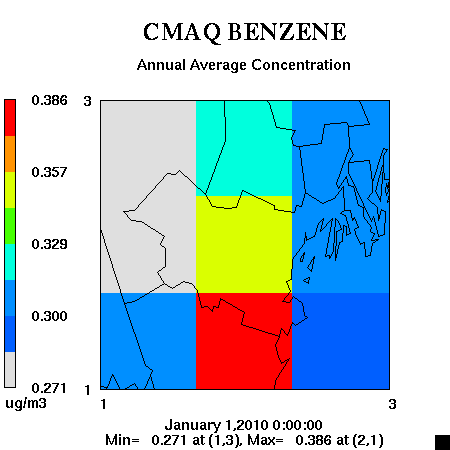 CMAQ BENZENE
Annual Average Concentration
0.386
0.357
0.329
0.300
0.271
ug/m3
3
1
1
3
January 1,2010 0:00:00
Min= 0.271 at (1,3), Max= 0.386 at (2,1)